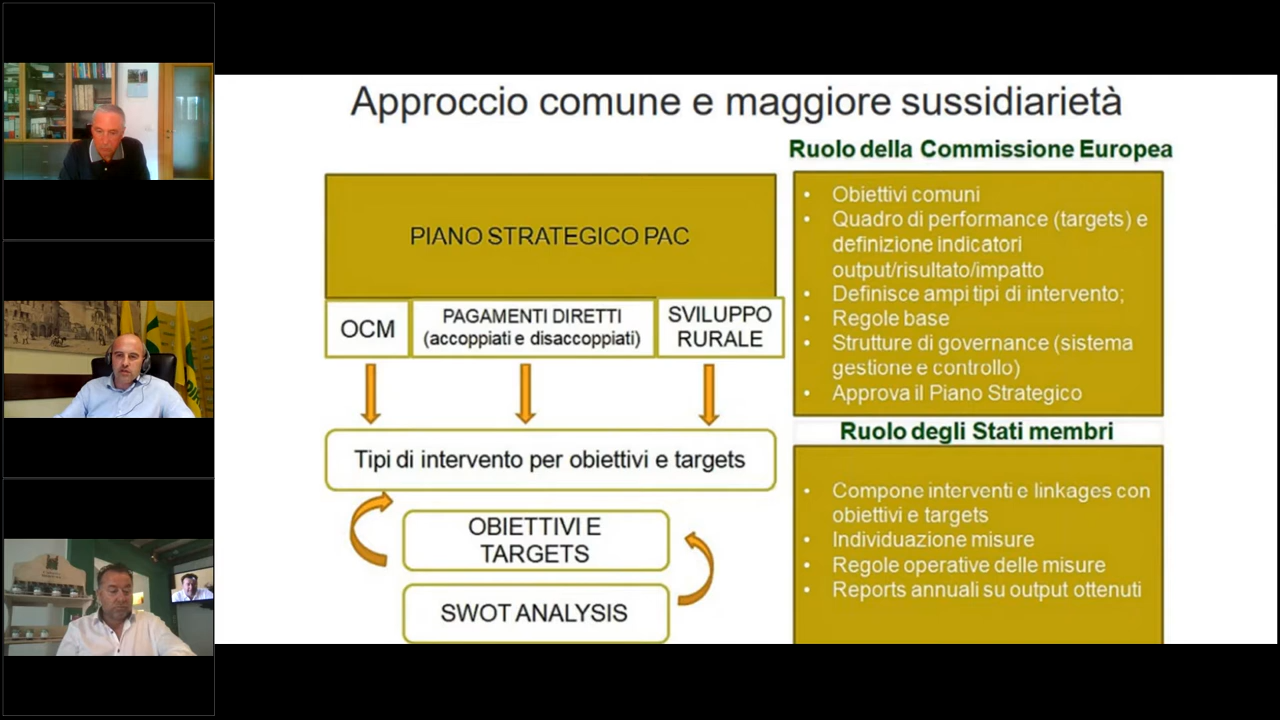 Approccio comune e maggiore sussidiarietà
PIANO STRATEGICO PAC
OCM
PAGAMENTI DIRETTI
(accoppiati e disaccoppiati)
SVILUPPO
RURALE
Tipi di intervento per obiettivi e targets
OBIETTIVI E
TARGETS
SWOT ANALYSIS
Ruolo della Commissione Europea
• Obiettivi comuni
• Quadro di performance (targets) e
definizione indicatori
output/risultato/impatto
• Definisce ampi tipi di intervento;
• Regole base
• Strutture di governance (sistema
gestione e controllo)
• Approva il Piano Strategico
Ruolo degli Stati membri
• Compone interventi e linkages con
obiettivi e targets
• Individuazione misure
• Regole operative delle misure
• Reports annuali su output ottenuti